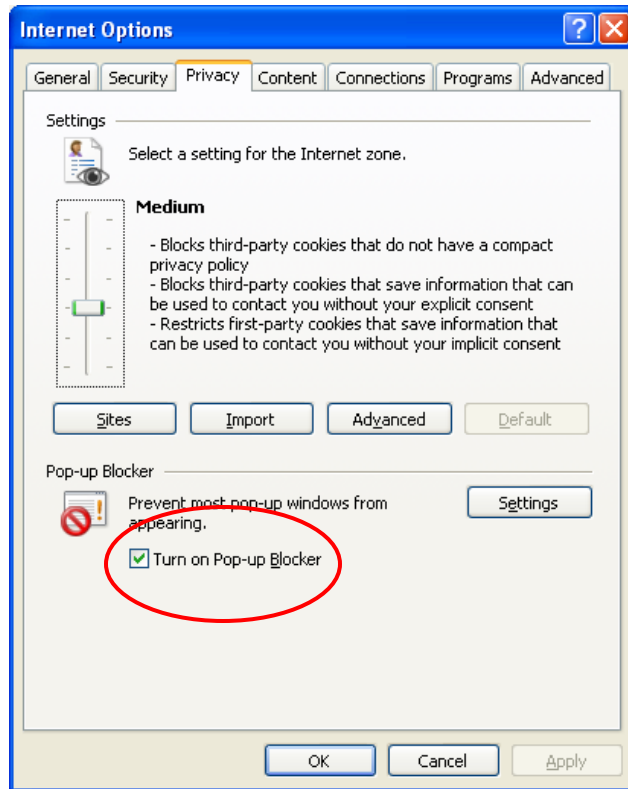 Internet Options
General Security Privacy Content Connections Programs Advanced
Settings
Select a setting for the Internet zone.
Medium
- Blocks third-party cookies that do not have a compact
privacy policy
- Blocks third-party cookies that save information that can
be used to contact you without your explicit consent
- Restricts first-party cookies that save information that
can be used to contact you without your implicit consent
Sites Import Advanced Default
Pop-up Blocker
Prevent most pop-up windows from
appearing.
Settings
Turn on Pop-up Blocker
OK Cancel Apply